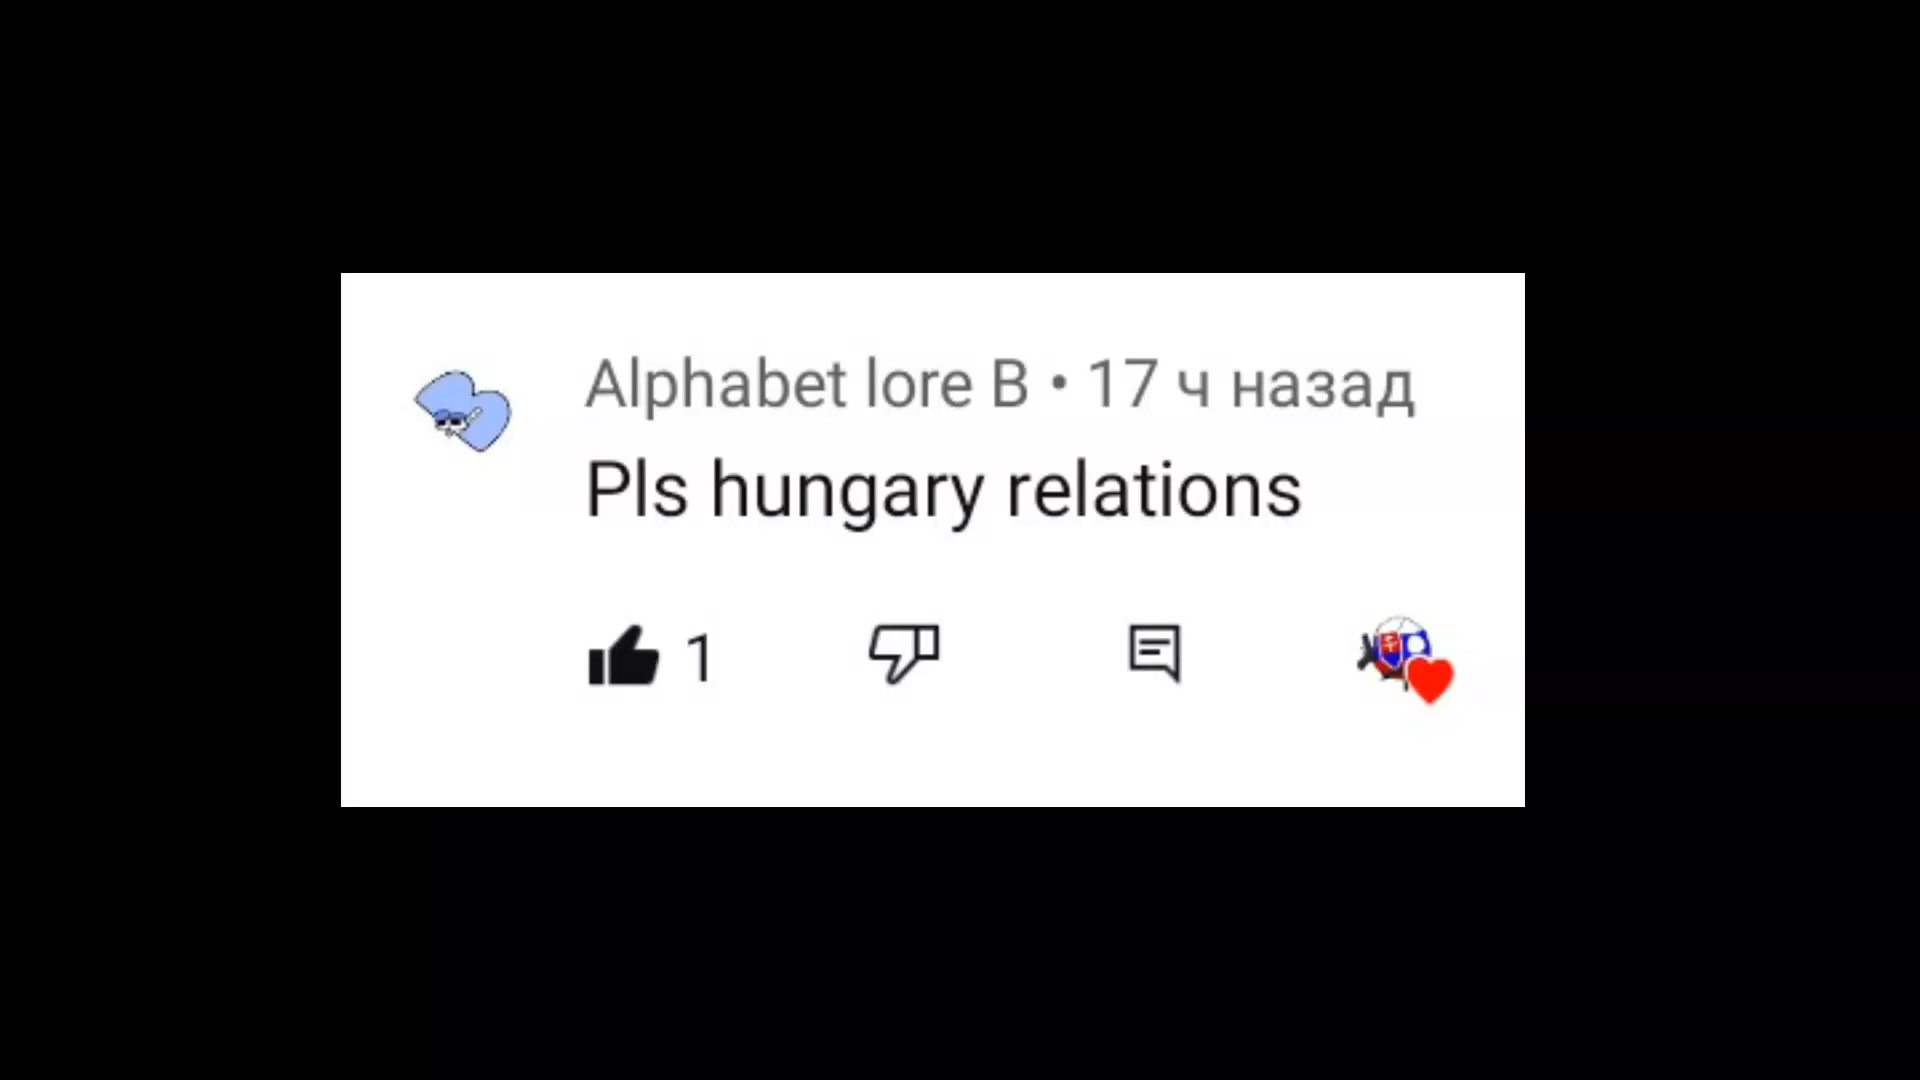 Alphabet lore B • 17 ч назад
Pls hungary relations
1